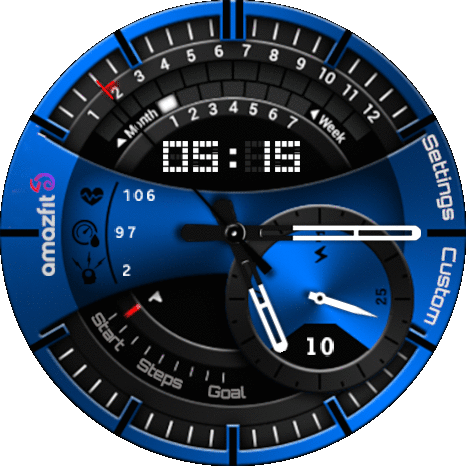 1 2 3 4 5 6 7 8 9 10 11 12
Month
1 2 3 4 5 6 7
Week
05:15
amazfit
106
97
2
Settings
Custom
25
10
Start
Steps
Goal